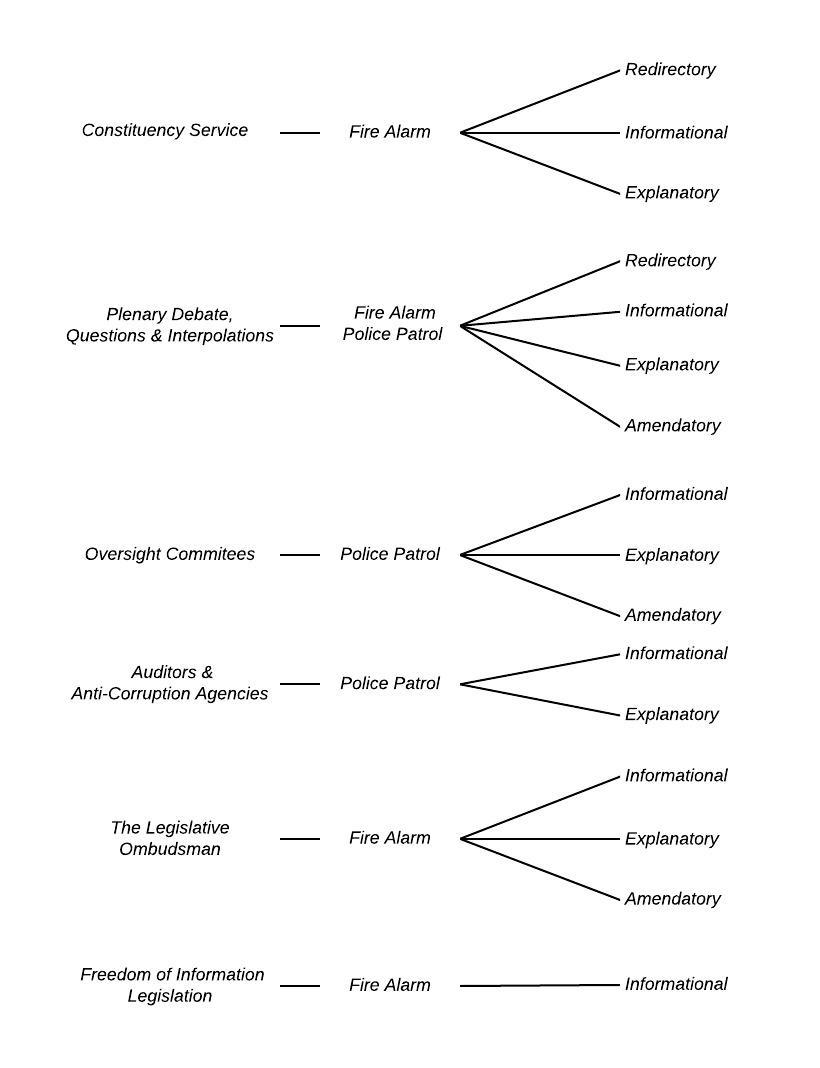 Constituency Service
Fire Alarm
Redirectory
Informational
Explanatory
Plenary Debate,
Questions & Interpolations
Fire Alarm
Police Patrol
Redirectory
Informational
Explanatory
Amendatory
Oversight Commitees
Police Patrol
Informational
Explanatory
Amendatory
Auditors &
Anti-Corruption Agencies
Police Patrol
Informational
Explanatory
The Legislative
Ombudsman
Fire Alarm
Informational
Explanatory
Amendatory
Freedom of Information
Legislation
Fire Alarm
Informational